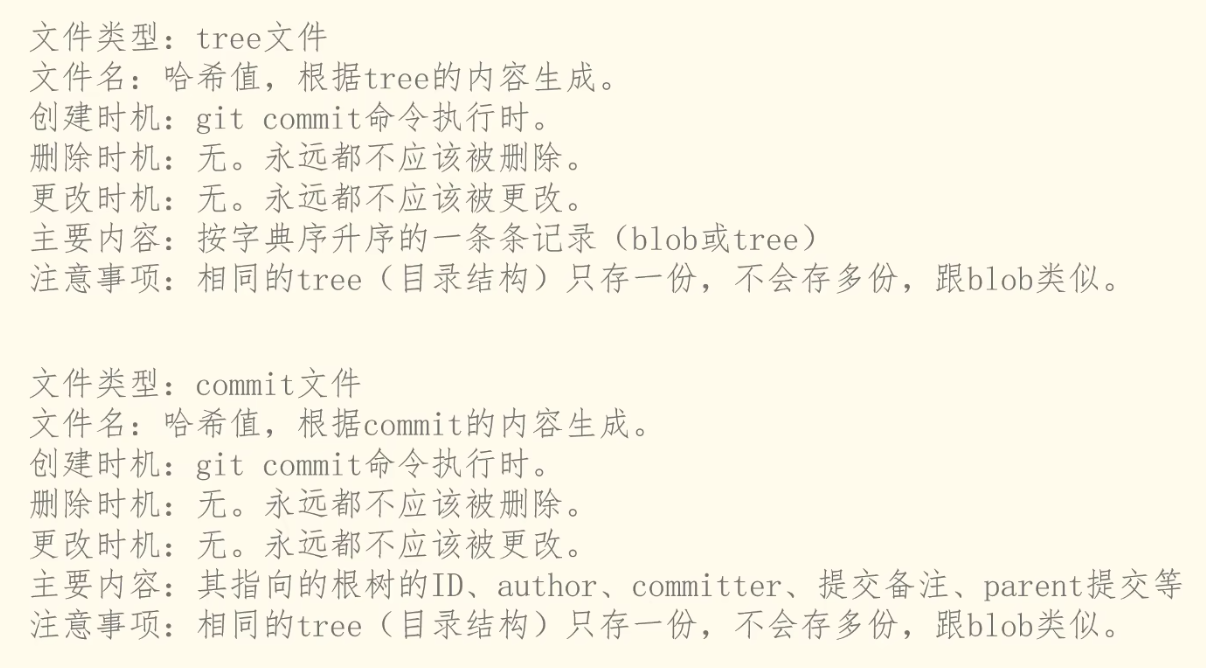 文件类型：tree文件
文件名：哈希值，根据tree的内容生成。
创建时机：git commit命令执行时。
删除时机：无。永远都不应该被删除。
更改时机：无。永远都不应该被更改。
主要内容：按字典序升序的一条条记录（blob或tree）
注意事项：相同的tree（目录结构）只存一份，不会存多份，跟blob类似。
文件类型：commit文件
文件名：哈希值，根据commit的内容生成。
创建时机：git commit命令执行时。
删除时机：无。永远都不应该被删除。
更改时机：无。永远都不应该被更改。
主要内容：其指向的根树的ID、author、committer、提交备注、parent提交等
注意事项：相同的tree（目录结构）只存一份，不会存多份，跟blob类似。